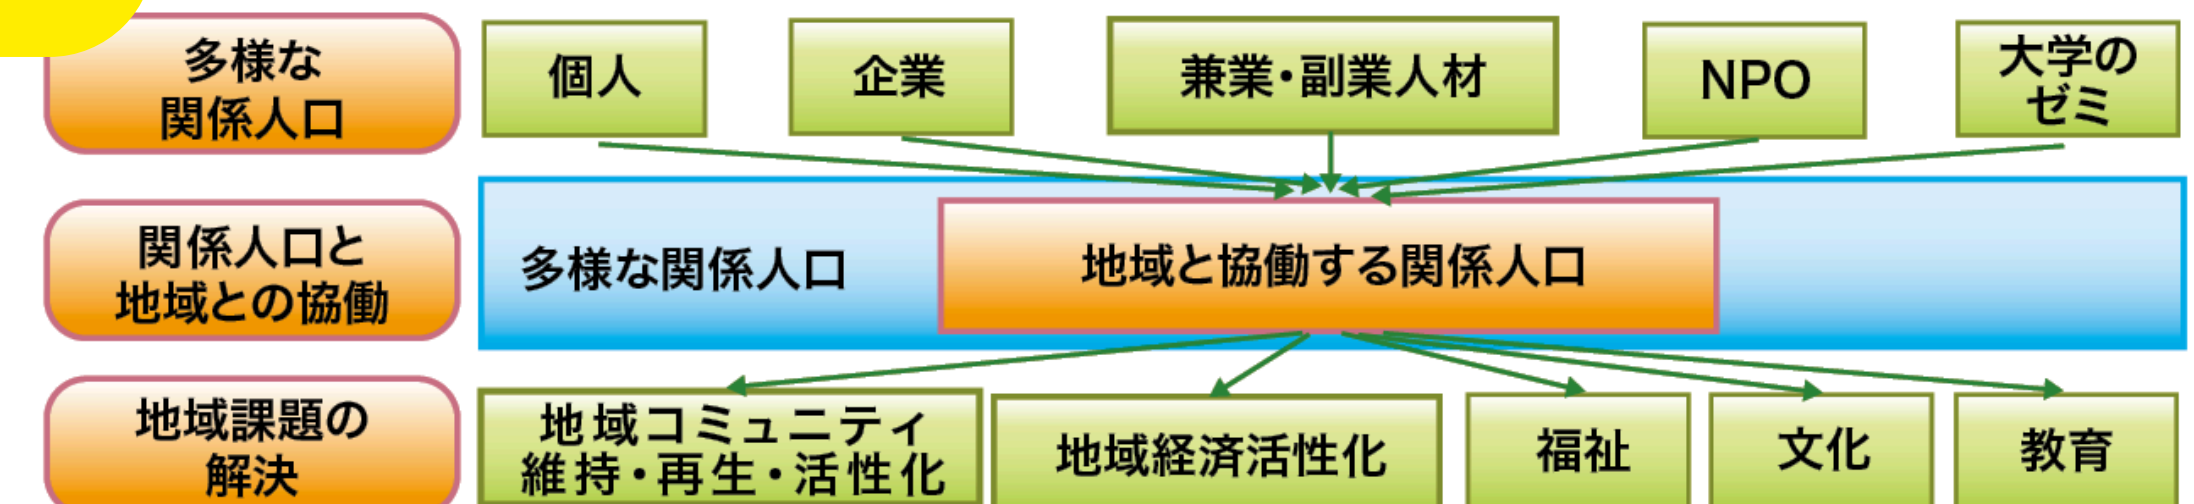 多様な
関係人口
個人
企業
兼業・副業人材
NPO
大学の
ゼミ
関係人口と
地域との協働
多様な関係人口
地域と協働する関係人口
地域課題の
解決
地域コミュニティ
維持・再生・活性化
地域経済活性化
福祉
文化
教育